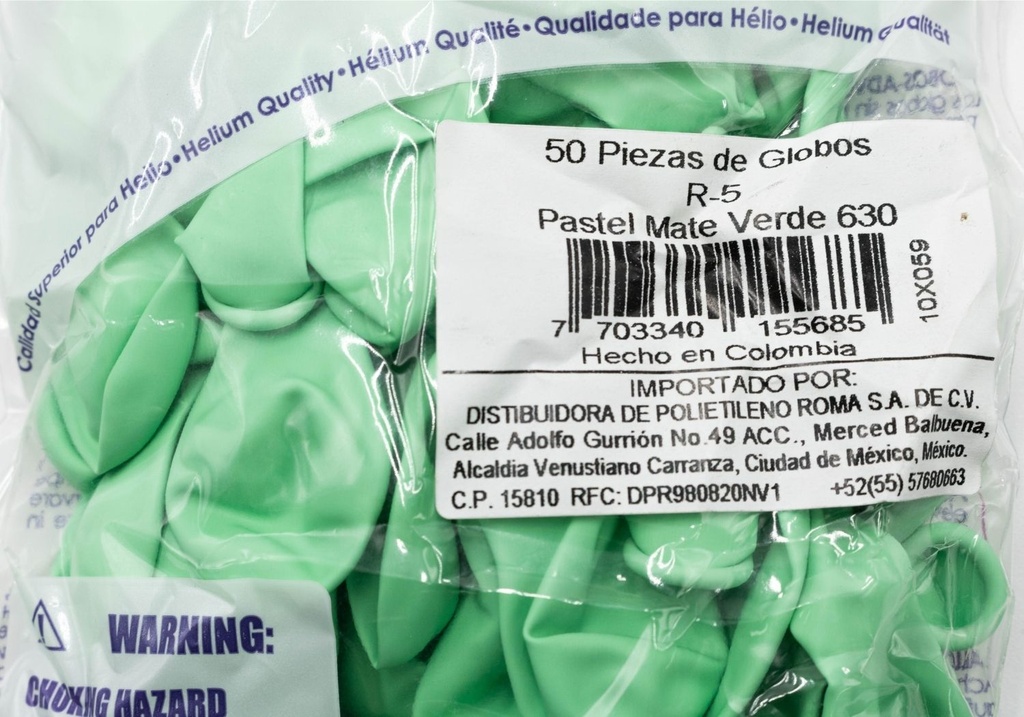 Calidad Superior para Helio • Helium Quality • Hélium Qualité • Qualidade para Hélio • Helium Qualität
50 Piezas de Globos
R-5
Pastel Mate Verde 630
10X059
7 703340 155685
Hecho en Colombia
IMPORTADO POR:
DISTIBUIDORA DE POLIETILENO ROMA S.A. DE C.V.
Calle Adolfo Gurrión No.49 ACC., Merced Balbuena,
Alcaldia Venustiano Carranza, Ciudad de México, México.
C.P. 15810 RFC: DPR980820NV1 +52(55) 57680663
WARNING:
CHOKING HAZARD